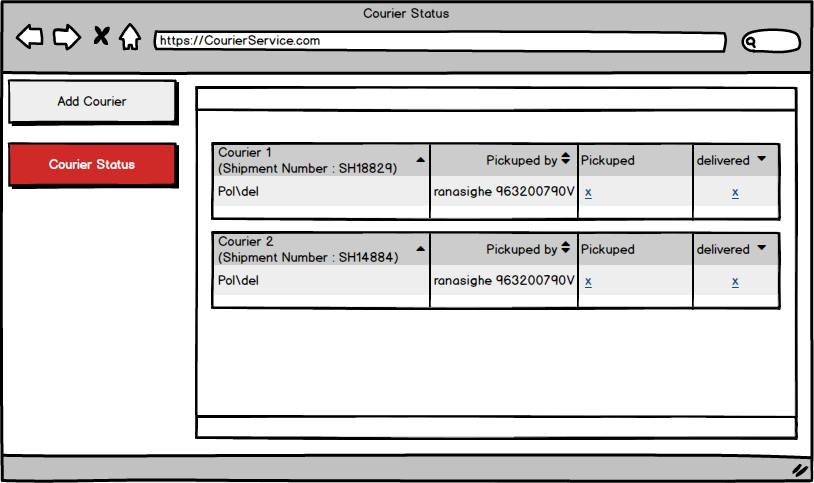 Courier Status
https://CourierService.com
Add Courier
Courier Status
Courier 1
(Shipment Number : SH18829)
Pickuped by
Pickuped
delivered
Pol\del
ranasighe 963200790V
x
x
Courier 2
(Shipment Number : SH14884)
Pickuped by
Pickuped
delivered
Pol\del
ranasighe 963200790V
x
x